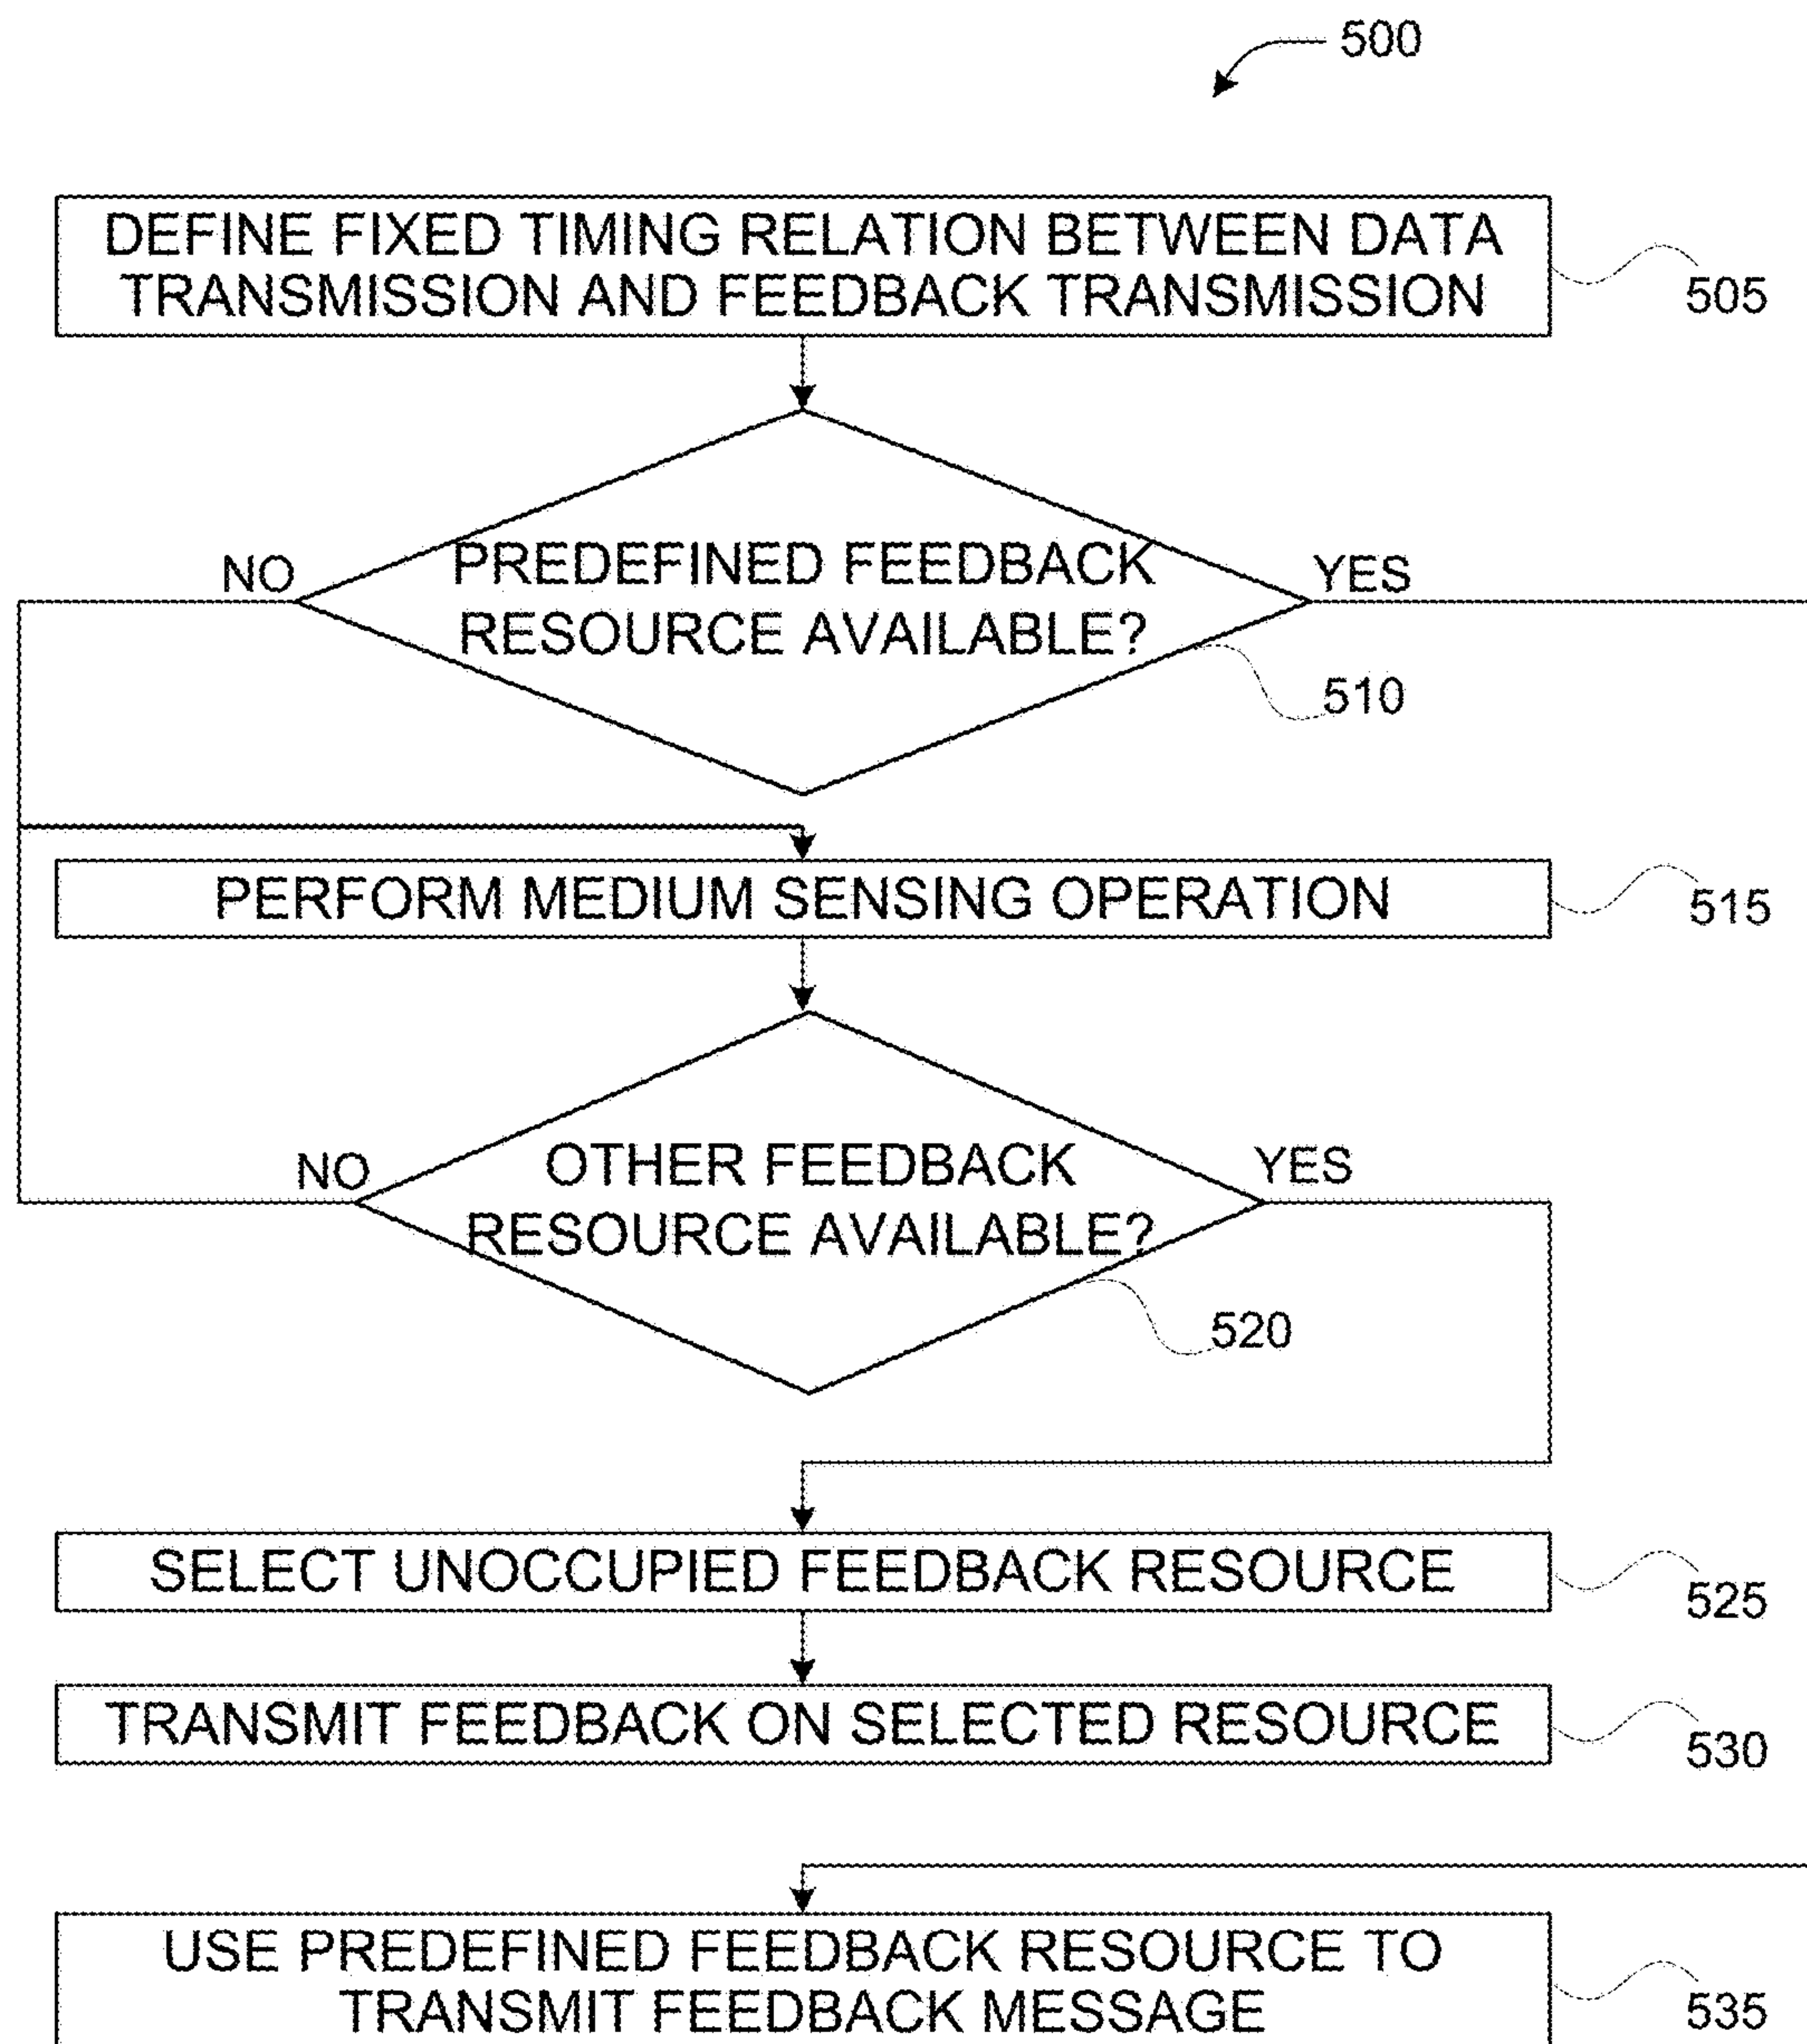 500
DEFINE FIXED TIMING RELATION BETWEEN DATA
TRANSMISSION AND FEEDBACK TRANSMISSION
505
NO
PREDEFINED FEEDBACK
RESOURCE AVAILABLE?
YES
510
PERFORM MEDIUM SENSING OPERATION
515
NO
OTHER FEEDBACK
RESOURCE AVAILABLE?
YES
520
SELECT UNOCCUPIED FEEDBACK RESOURCE
525
TRANSMIT FEEDBACK ON SELECTED RESOURCE
530
USE PREDEFINED FEEDBACK RESOURCE TO
TRANSMIT FEEDBACK MESSAGE
535